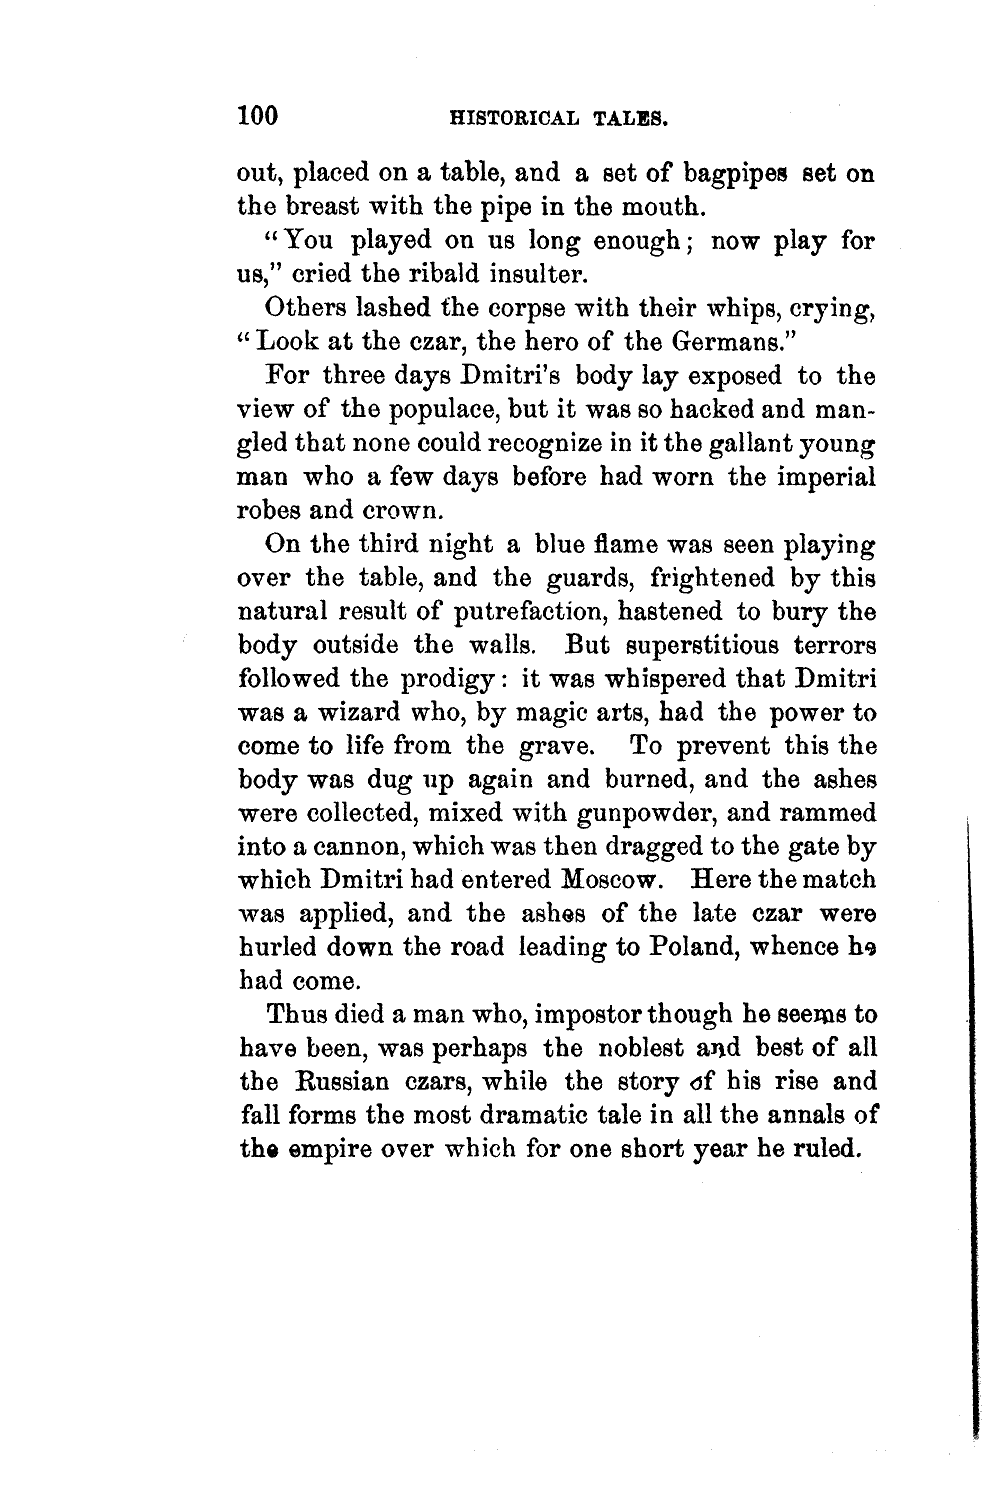 100 HISTORICAL TALES.
out, placed on a table, and a set of bagpipes set on
the breast with the pipe in the mouth.
“You played on us long enough; now play for
us,” cried the ribald insulter.
Others lashed the corpse with their whips, crying,
“Look at the czar, the hero of the Germans.”
For three days Dmitri’s body lay exposed to the
view of the populace, but it was so hacked and man-
gled that none could recognize in it the gallant young
man who a few days before had worn the imperial
robes and crown.
On the third night a blue flame was seen playing
over the table, and the guards, frightened by this
natural result of putrefaction, hastened to bury the
body outside the walls. But superstitious terrors
followed the prodigy: it was whispered that Dmitri
was a wizard who, by magic arts, had the power to
come to life from the grave. To prevent this the
body was dug up again and burned, and the ashes
were collected, mixed with gunpowder, and rammed
into a cannon, which was then dragged to the gate by
which Dmitri had entered Moscow. Here the match
was applied, and the ashes of the late czar were
hurled down the road leading to Poland, whence he
had come.
Thus died a man who, impostor though he seems to
have been, was perhaps the noblest and best of all
the Russian czars, while the story of his rise and
fall forms the most dramatic tale in all the annals of
the empire over which for one short year he ruled.